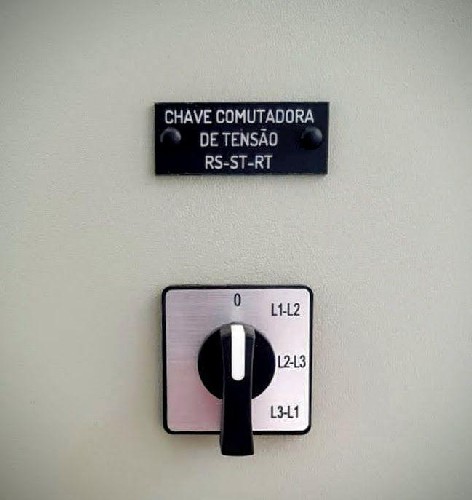 CHAVE COMUTADORA
DE TENSÃO
RS-ST-RT
0
L1-L2
L2-L3
L3-L1